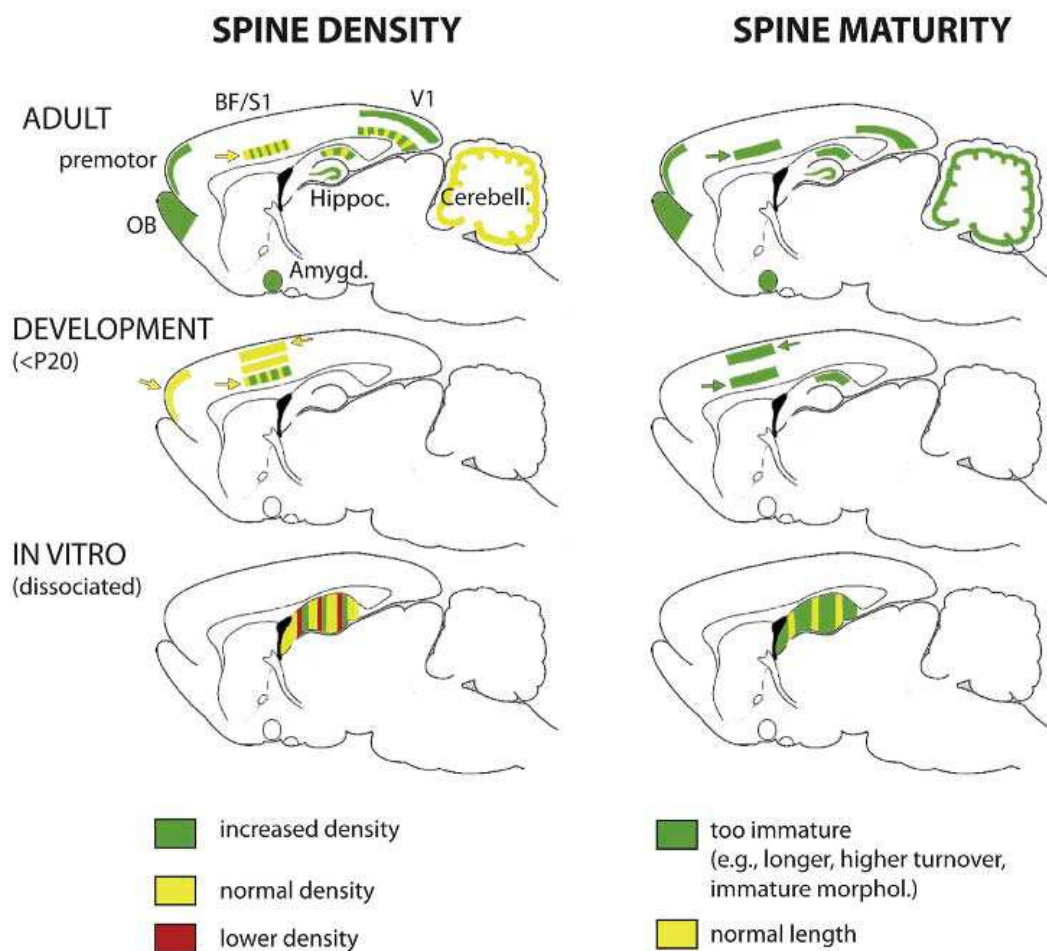 SPINE DENSITY
SPINE MATURITY
ADULT
BF/S1
V1
premotor
OB
Hippoc.
Cerebell.
Amygd.
DEVELOPMENT
(<P20)
IN VITRO
(dissociated)
increased density
normal density
lower density
too immature
(e.g., longer, higher turnover,
immature morphol.)
normal length